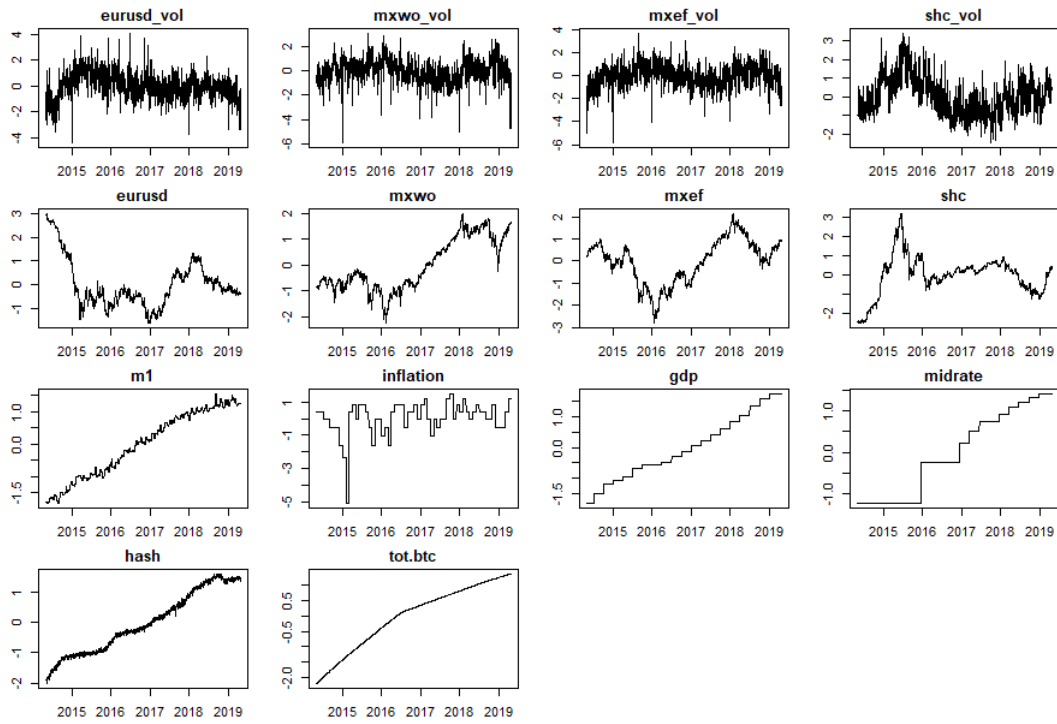 eurusd_vol mxwo_vol mxef_vol shc_vol
4 2 0 -2 -4
2 0 -2 -4 -6
4 2 0 -2 -4 -6
3 2 1 0 -2
2015 2016 2017 2018 2019 2015 2016 2017 2018 2019 2015 2016 2017 2018 2019 2015 2016 2017 2018 2019
eurusd mxwo mxef shc
3 2 1 0 -1
2 1 0 -1 -2
2 1 0 -1 -2 -3
3 2 1 0 -2
2015 2016 2017 2018 2019 2015 2016 2017 2018 2019 2015 2016 2017 2018 2019 2015 2016 2017 2018 2019
m1 inflation gdp midrate
1.0 0.0 -1.5
1 -1 -3 -5
1.0 0.0 -1.5
1.0 0.0 -1.0
2015 2016 2017 2018 2019 2015 2016 2017 2018 2019 2015 2016 2017 2018 2019 2015 2016 2017 2018 2019
hash tot.btc
1 0 -1 -2
0.5 -0.5 -2.0
2015 2016 2017 2018 2019 2015 2016 2017 2018 2019